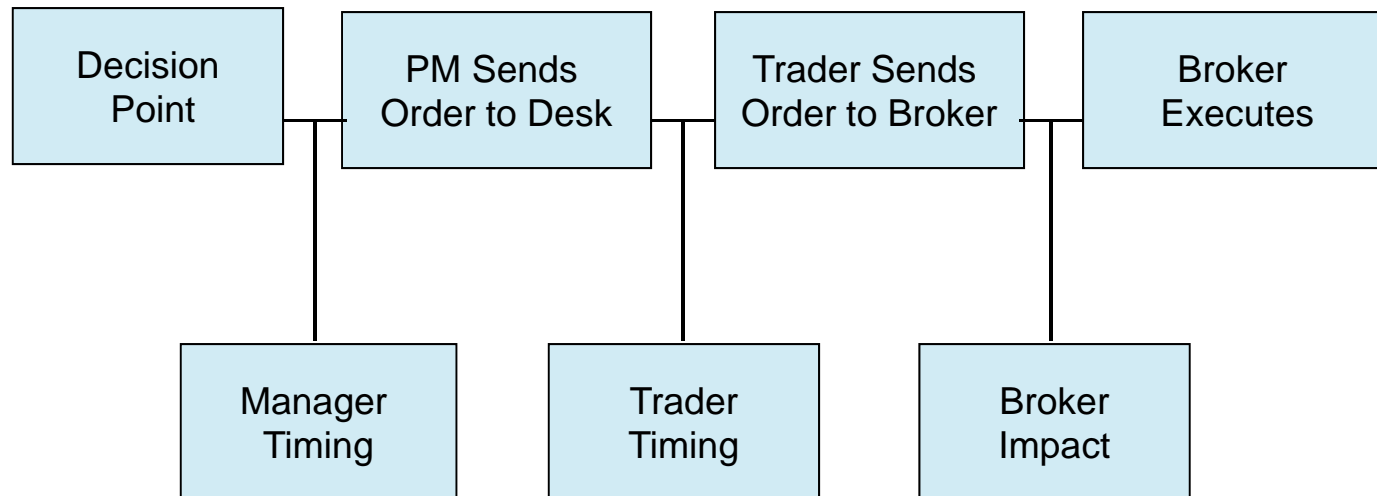 Decision
Point
PM Sends
Order to Desk
Trader Sends
Order to Broker
Broker
Executes
Manager
Timing
Trader
Timing
Broker
Impact